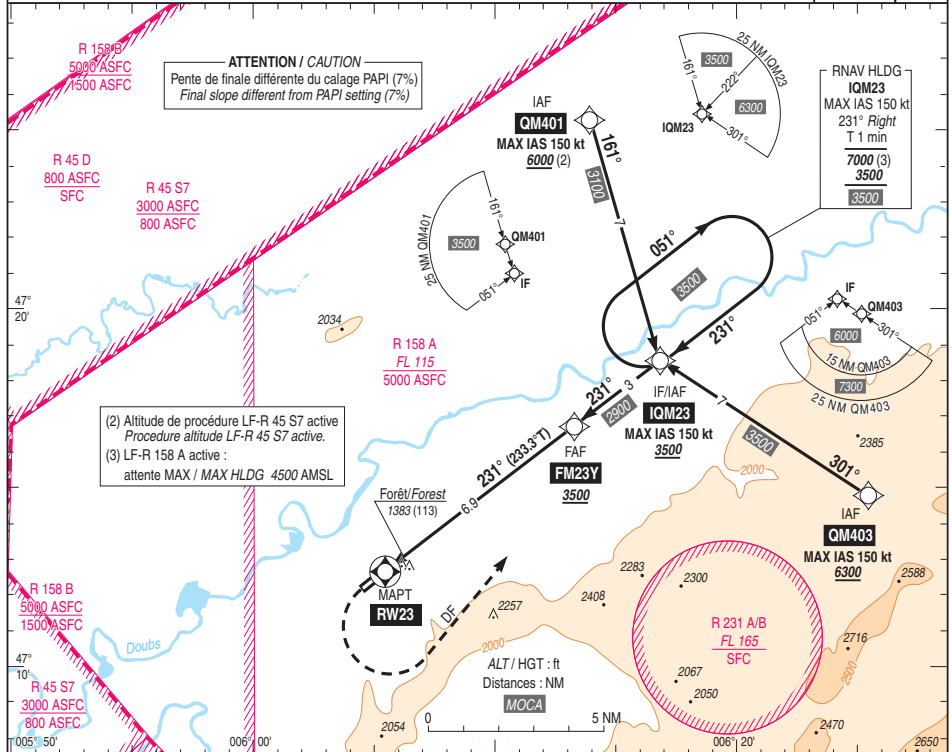 R 158 B
5000 ASFC
1500 ASFC
ATTENTION / CAUTION
Pente de finale différente du calage PAPI (7%)
Final slope different from PAPI setting (7%)
R 45 D
800 ASFC
SFC
R 45 S7
3000 ASFC
800 ASFC
IAF
QM401
MAX IAS 150 kt
6000 (2)
161°
3100
7
25 NM IQM23
3500
161°
222°
6300
301°
IQM23
RNAV HLDG
IQM23
MAX IAS 150 kt
231° Right
T 1 min
7000 (3)
3500
3500
25 NM QM401
161°
3500
QM401
051°
IF
051°
3500
231°
IF
QM403
051°
301°
6000
15 NM QM403
7300
25 NM QM403
47°
20'
2034
R 158 A
FL 115
5000 ASFC
231°
3
2900
IF/IAF
IQM23
MAX IAS 150 kt
3500
7
3500
301°
2000
2385
(2) Altitude de procédure LF-R 45 S7 active
Procedure altitude LF-R 45 S7 active.
(3) LF-R 158 A active :
attente MAX / MAX HLDG 4500 AMSL
231° (233.3°T)
6.9
FAF
FM23Y
3500
Forêt/Forest
1383 (113)
IAF
QM403
MAX IAS 150 kt
6300
MAPT
RW23
DF
2257
2000
2408
2283
2300
2588
R 231 A/B
FL 165
SFC
2716
2500
2067
2050
2470
2650
2054
R 158 B
5000 ASFC
1500 ASFC
Doubs
R 45 S7
3000 ASFC
800 ASFC
47°
10'
ALT / HGT : ft
Distances : NM
MOCA
0
5 NM
005° 50'
006° 00'
006° 20'